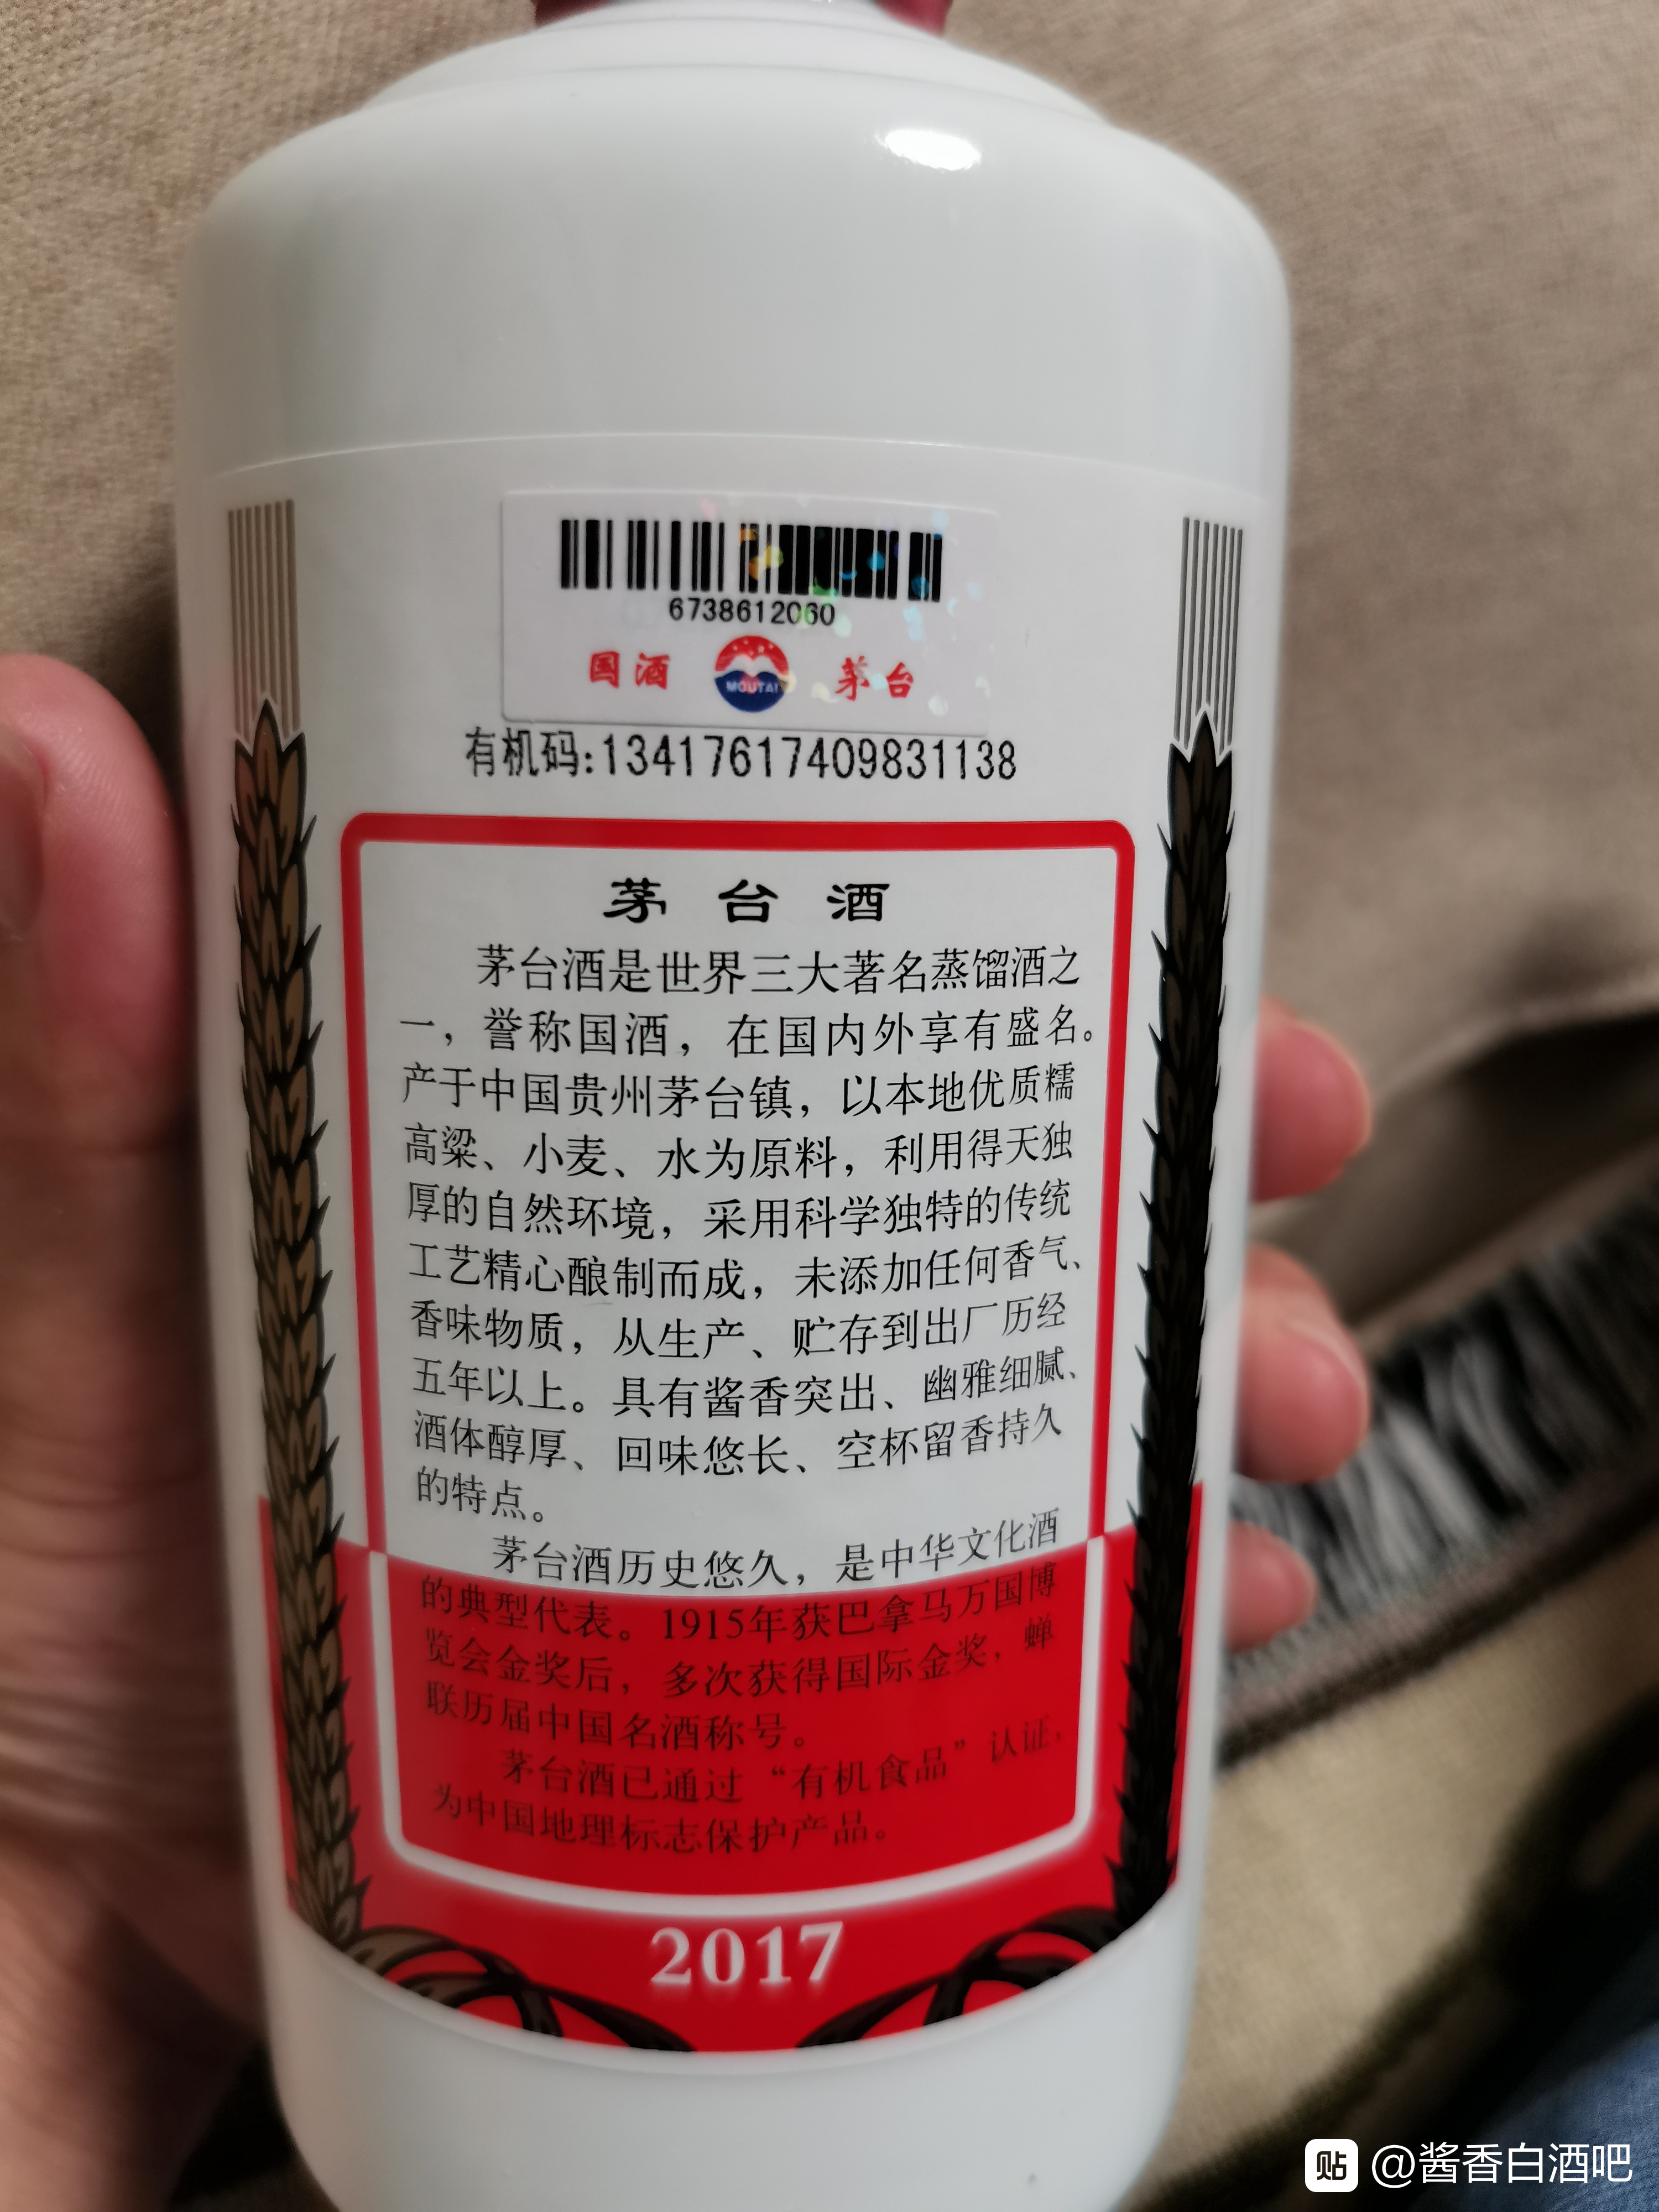 6738612060
国酒 MOUTAI 茅台
有机码:13417617409831138
茅台酒
茅台酒是世界三大著名蒸馏酒之
一，誉称国酒，在国内外享有盛名。
产于中国贵州茅台镇，以本地优质糯
高粱、小麦、水为原料，利用得天独
厚的自然环境，采用科学独特的传统
工艺精心酿制而成，未添加任何香气、
香味物质，从生产、贮存到出厂历经
五年以上。具有酱香突出、幽雅细腻、
酒体醇厚、回味悠长、空杯留香持久
的特点。
茅台酒历史悠久，是中华文化酒
的典型代表。1915年获巴拿马万国博
览会金奖后，多次获得国际金奖，蝉
联历届中国名酒称号。
茅台酒已通过“有机食品”认证，
为中国地理标志保护产品。
2017
贴 @酱香白酒吧